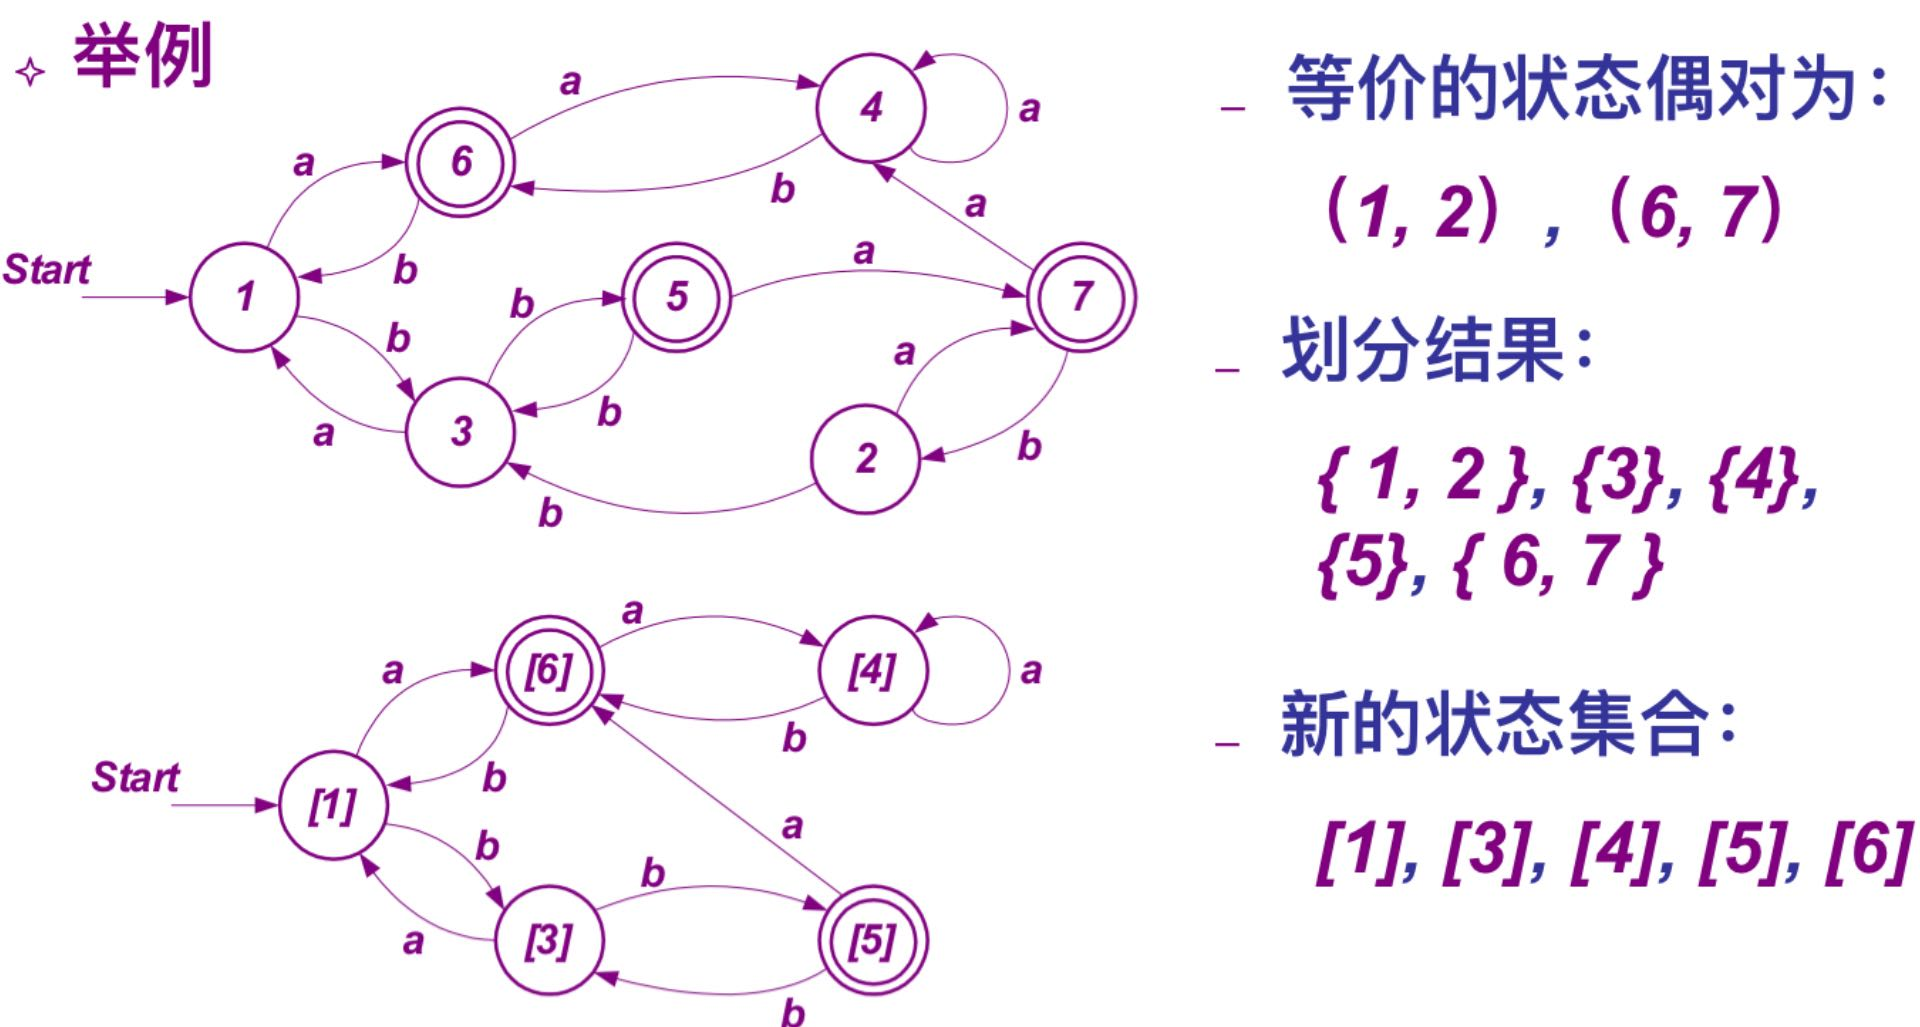 ✧ 举例
a
4
a
6
a
b
a
Start
1
b
b
5
a
7
b
a
3
b
a
2
b
b
[6]
a
[4]
a
a
b
Start
[1]
b
b
a
b
a
[3]
[5]
b
– 等价的状态偶对为：
（1, 2）,（6, 7）
– 划分结果：
{ 1, 2 }, {3}, {4},
{5}, { 6, 7 }
– 新的状态集合：
[1], [3], [4], [5], [6]